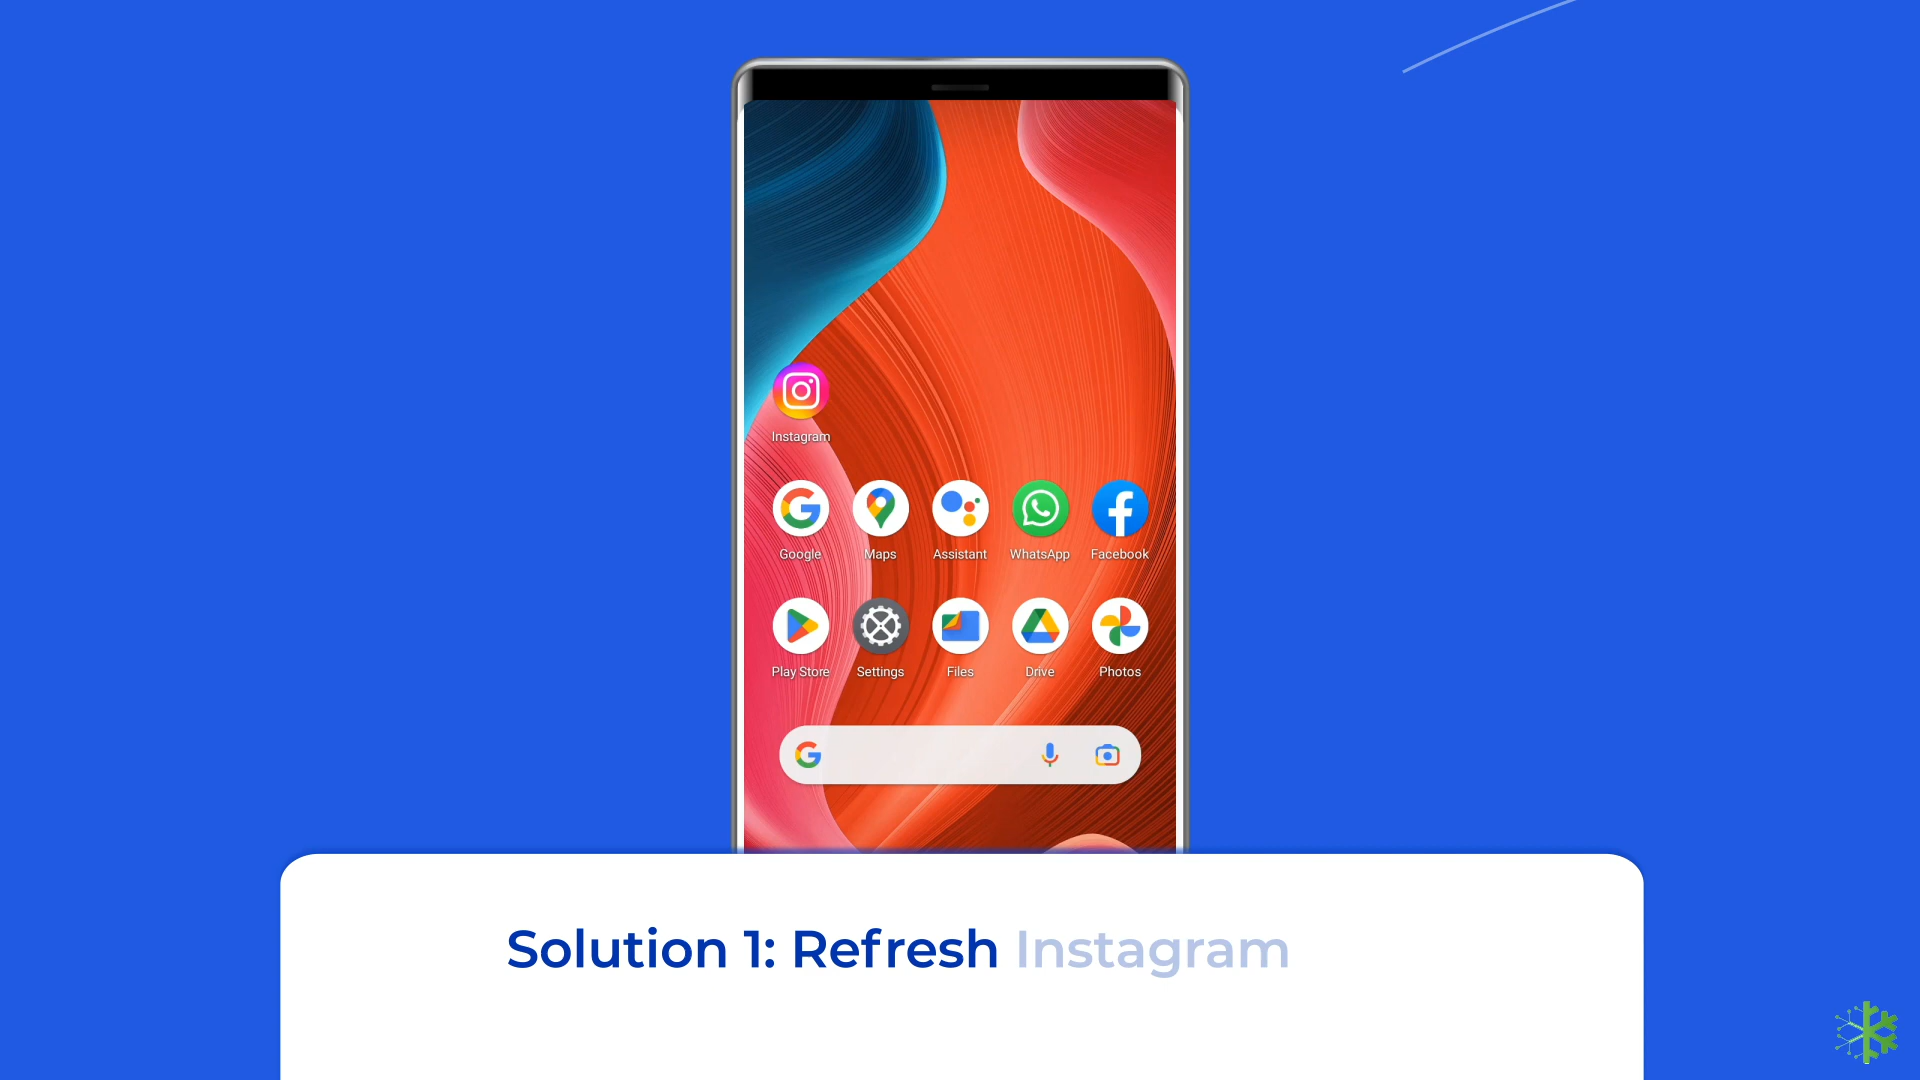 Instagram
Google Maps Assistant WhatsApp Facebook
Play Store Settings Files Drive Photos
Solution 1: Refresh Instagram